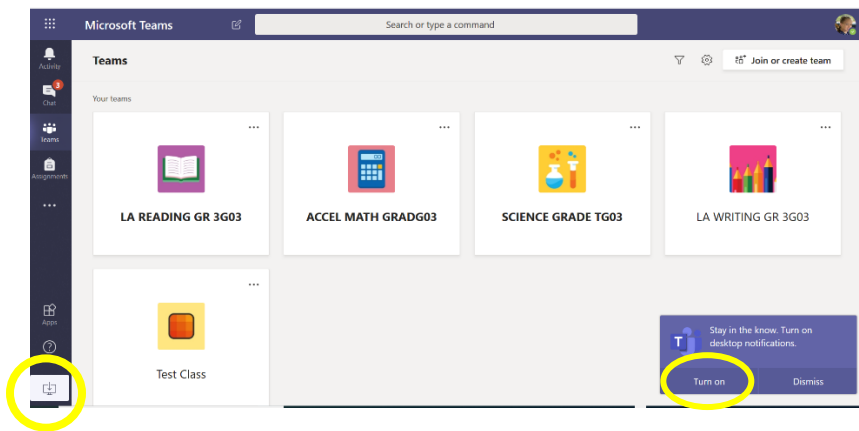 Microsoft Teams
Search or type a command
Activity
Teams
Join or create team
3
Chat
Your teams
Teams
Assignments
LA READING GR 3G03
ACCEL MATH GRADG03
SCIENCE GRADE TG03
LA WRITING GR 3G03
Apps
Test Class
Stay in the know. Turn on
desktop notifications.
T
Turn on
Dismiss